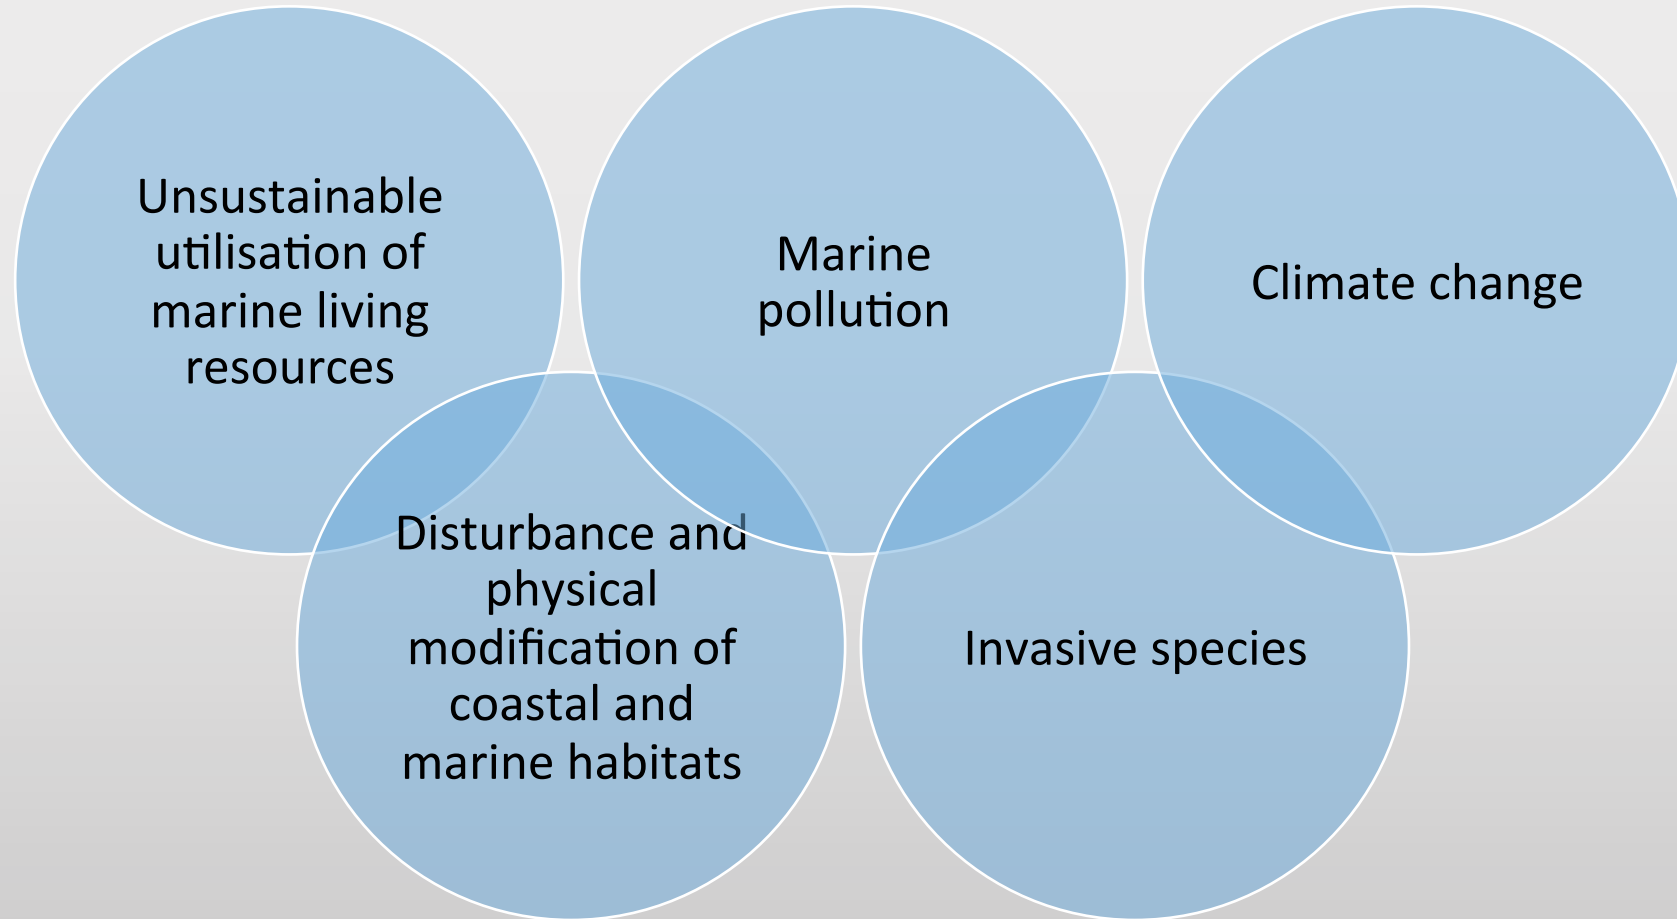 Unsustainable
utilisation of
marine living
resources
Marine
pollution
Climate change
Disturbance and
physical
modification of
coastal and
marine habitats
Invasive species